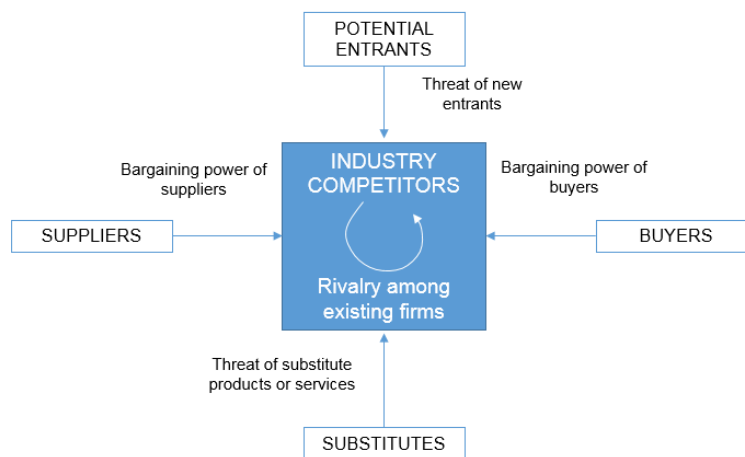 POTENTIAL
ENTRANTS
Threat of new
entrants
Bargaining power of
suppliers
INDUSTRY
COMPETITORS
Bargaining power of
buyers
SUPPLIERS
BUYERS
Rivalry among
existing firms
Threat of substitute
products or services
SUBSTITUTES